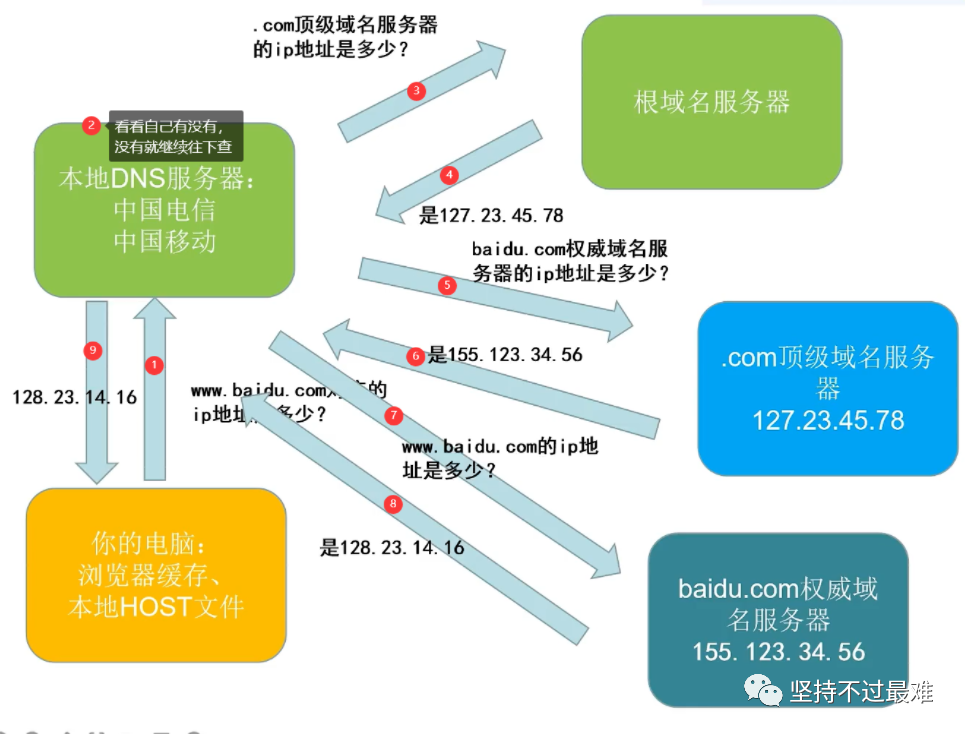 .com顶级域名服务器
的ip地址是多少?
3
根域名服务器
2
看看自己有没有，
没有就继续往下查
本地DNS服务器：
中国电信
中国移动
4
是127.23.45.78
baidu.com权威域名服
务器的ip地址是多少?
5
9
1
6
是155.123.34.56
.com顶级域名服务
器
127.23.45.78
128.23.14.16
www.baidu.com
的
ip地址
多少?
7
www.baidu.com的ip地
址是多少?
8
是128.23.14.16
你的电脑：
浏览器缓存、
本地HOST文件
baidu.com权威域
名服务器
155.123.34.56
坚持不过最难